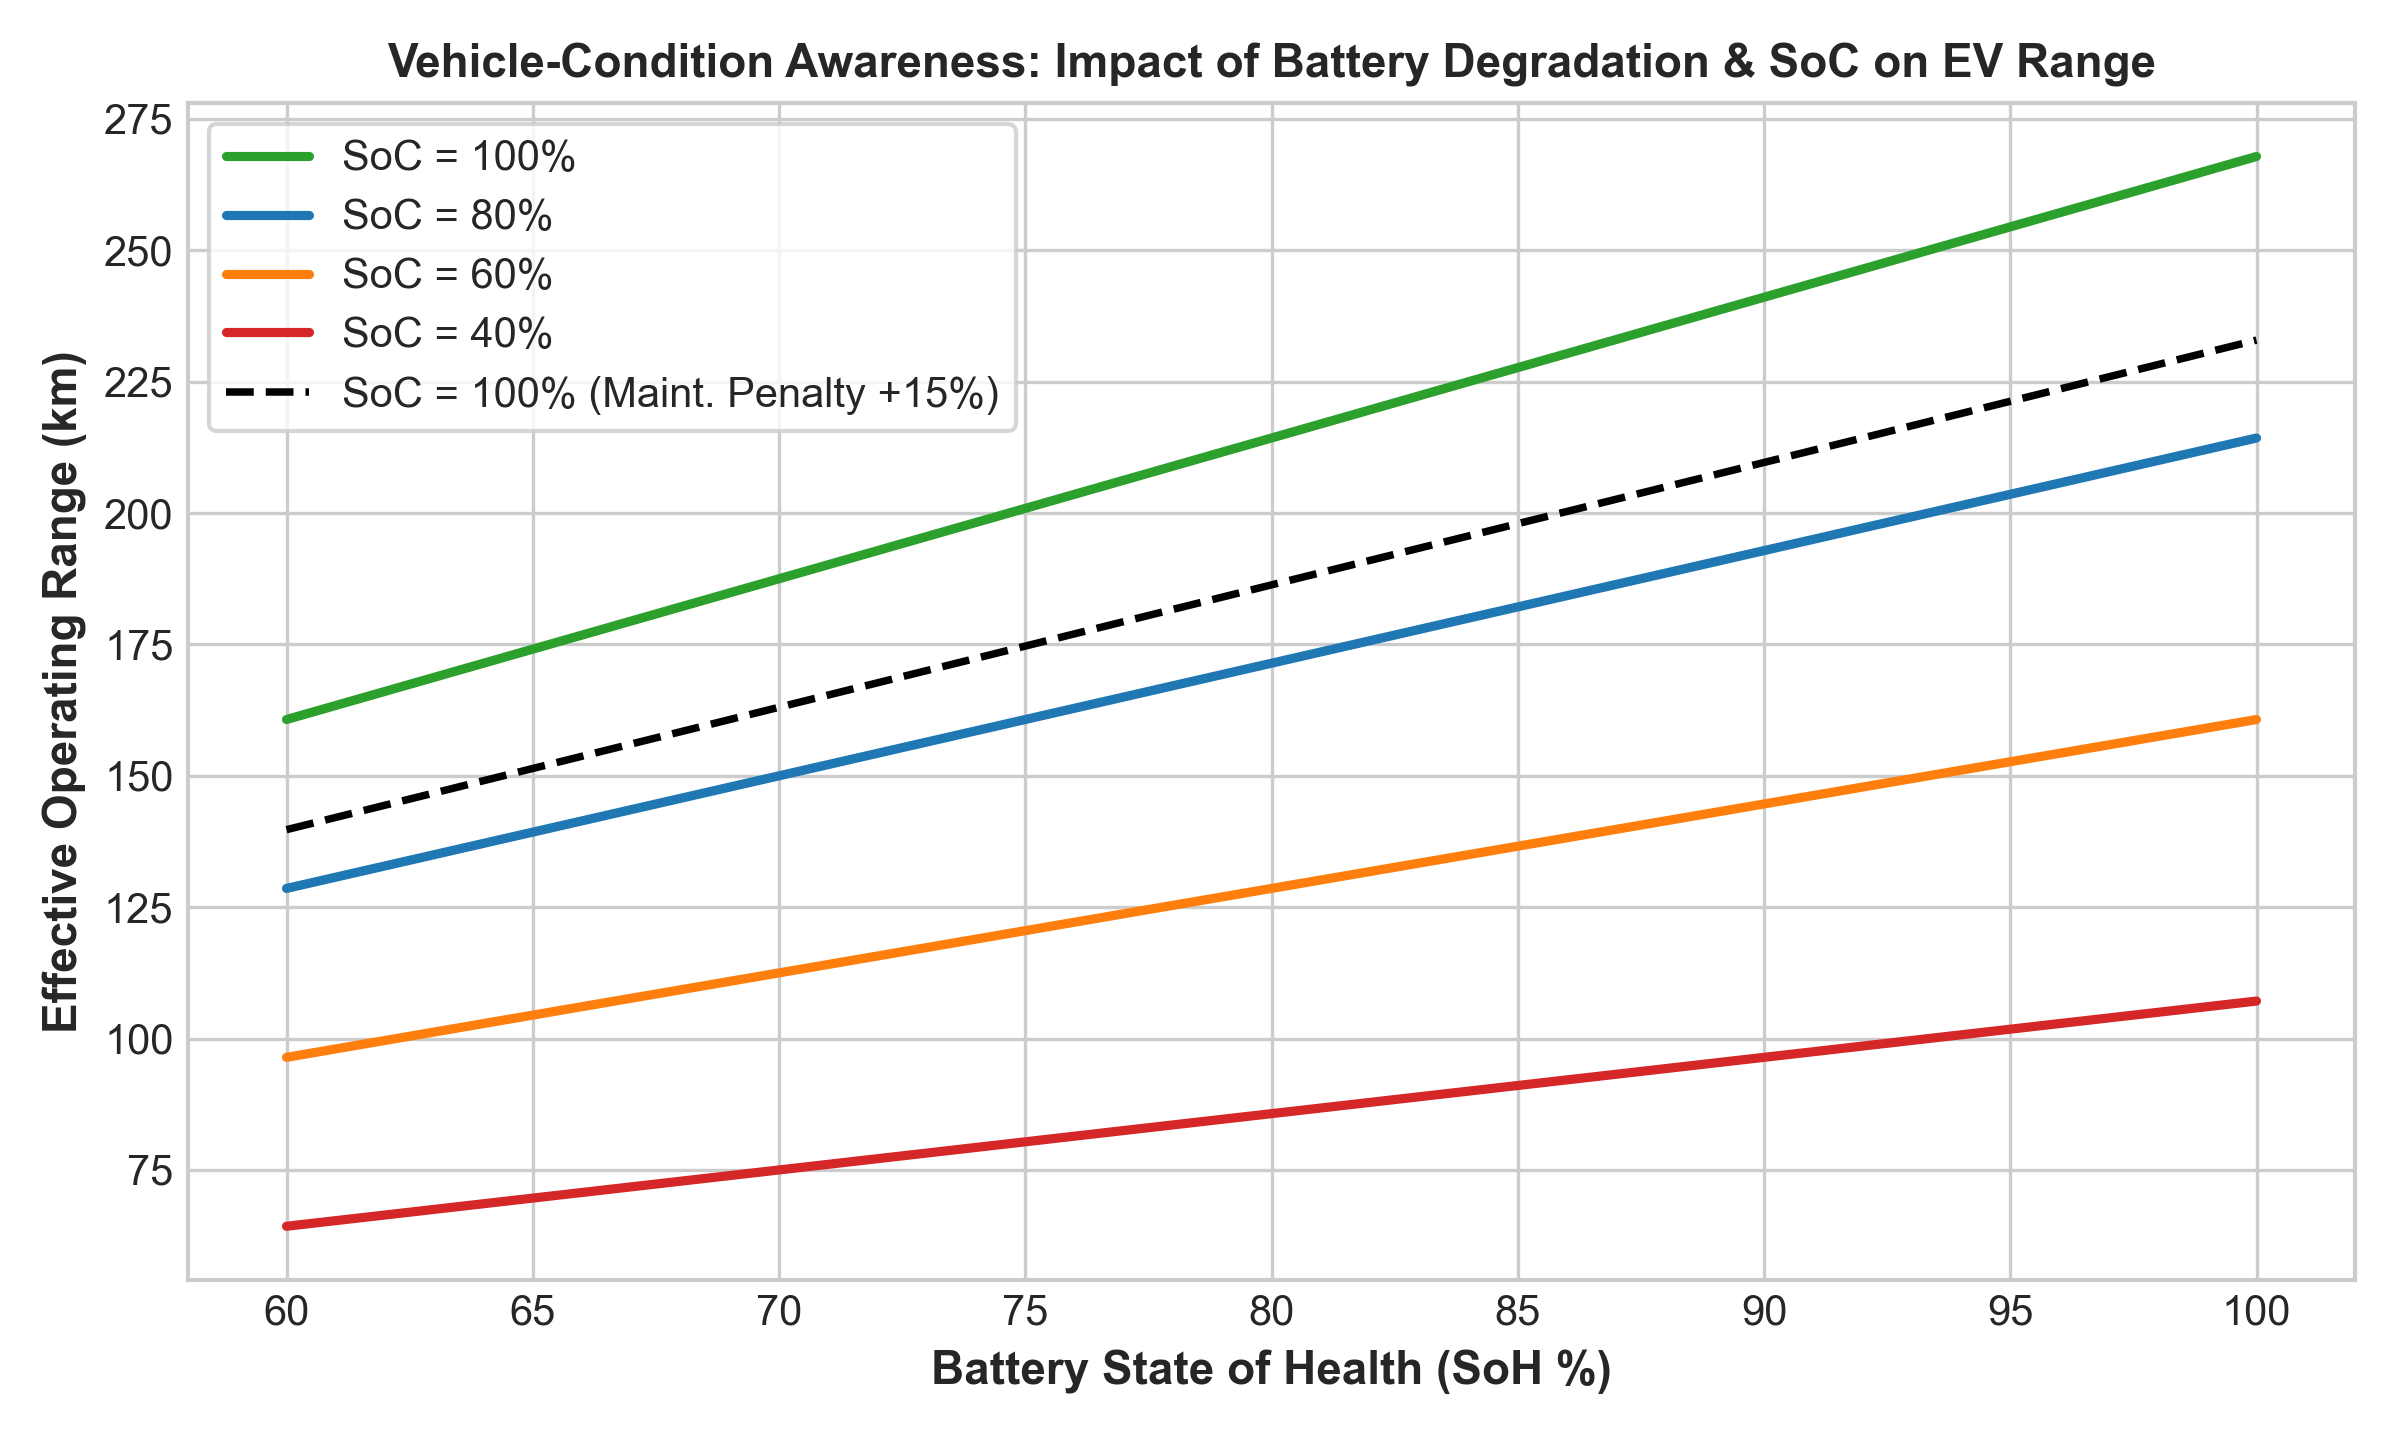 Vehicle-Condition Awareness: Impact of Battery Degradation & SoC on EV Range
275
250
225
200
175
150
125
100
75
Effective Operating Range (km)
SoC = 100%
SoC = 80%
SoC = 60%
SoC = 40%
SoC = 100% (Maint. Penalty +15%)
60 65 70 75 80 85 90 95 100
Battery State of Health (SoH %)